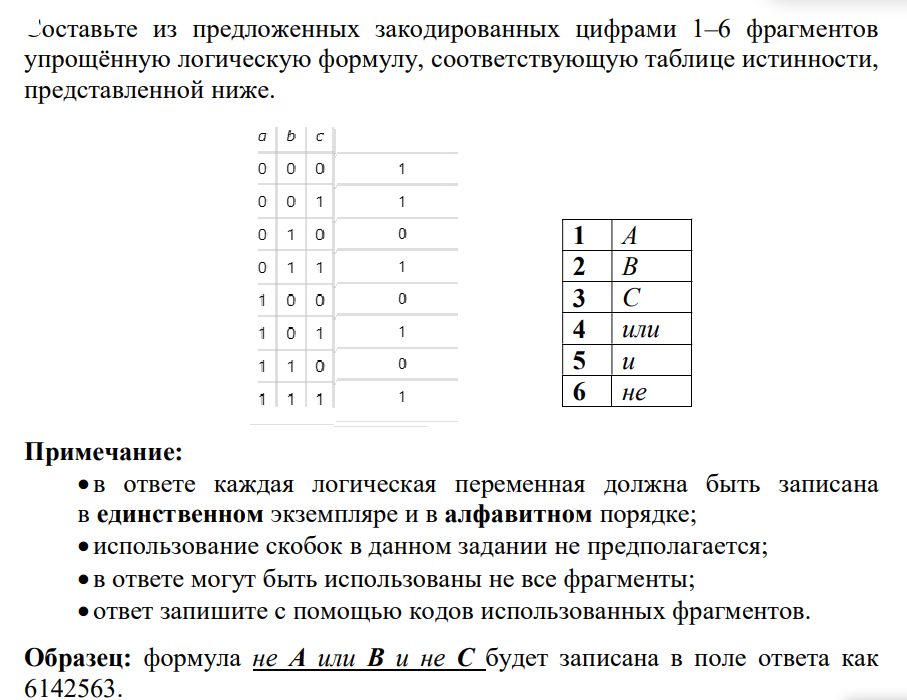 Составьте из предложенных закодированных цифрами 1–6 фрагментов
упрощённую логическую формулу, соответствующую таблице истинности,
представленной ниже.
a b c
0 0 0 1
0 0 1 1
0 1 0 0
0 1 1 1
1 0 0 0
1 0 1 1
1 1 0 0
1 1 1 1
1 A
2 B
3 C
4 или
5 и
6 не
Примечание:
• в ответе каждая логическая переменная должна быть записана
в единственном экземпляре и в алфавитном порядке;
• использование скобок в данном задании не предполагается;
• в ответе могут быть использованы не все фрагменты;
• ответ запишите с помощью кодов использованных фрагментов.
Образец: формула не A или B и не C будет записана в поле ответа как
6142563.